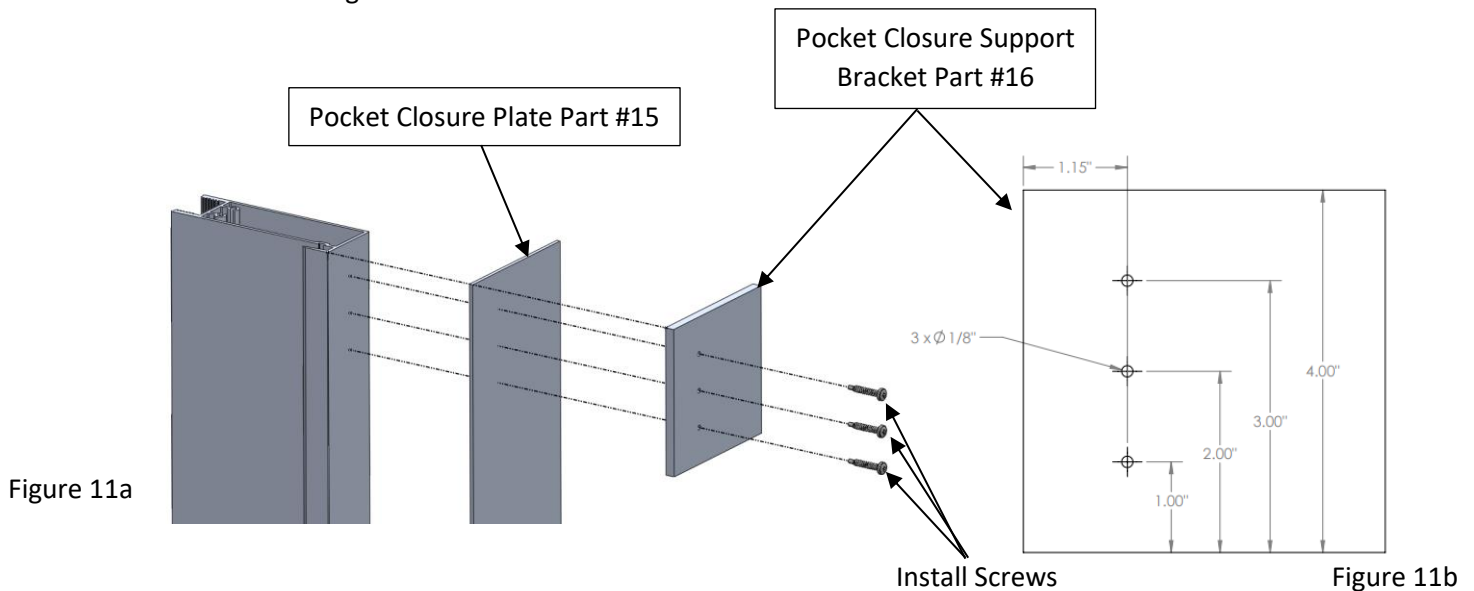 Pocket Closure Support
Bracket Part #16
Pocket Closure Plate Part #15
1.15"
3 x Ø 1/8"
4.00"
3.00"
2.00"
1.00"
Figure 11a
Install Screws
Figure 11b